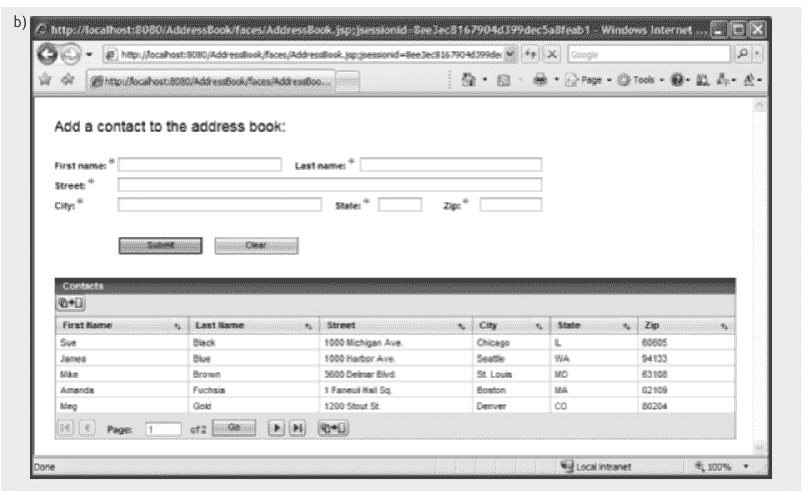 b)
http://localhost:8080/AddressBook/faces/AddressBook.jsp;jsessionid=8ee3ec8167904d399dec5a8feab1 - Windows Internet ...
http://localhost:8080/AddressBook/faces/AddressBook.jsp;jsessionid=8ee3ec8167904d399dec
Google
http://localhost:8080/AddressBook/faces/AddressBoo...
Page Tools
Add a contact to the address book:
First name: * Last name: *
Street: *
City: * State: * Zip: *
Submit Clear
Contacts
First Name Last Name Street City State Zip
Sue Black 1000 Michigan Ave. Chicago IL 60605
James Blue 1000 Harbor Ave. Seattle WA 94133
Mike Brown 3600 Delmar Blvd. St. Louis MO 63108
Amanda Fuchsia 1 Faneuil Hall Sq. Boston MA 02109
Meg Gold 1200 Stout St. Denver CO 80204
Page: 1 of 2 Go
Done Local intranet 100%